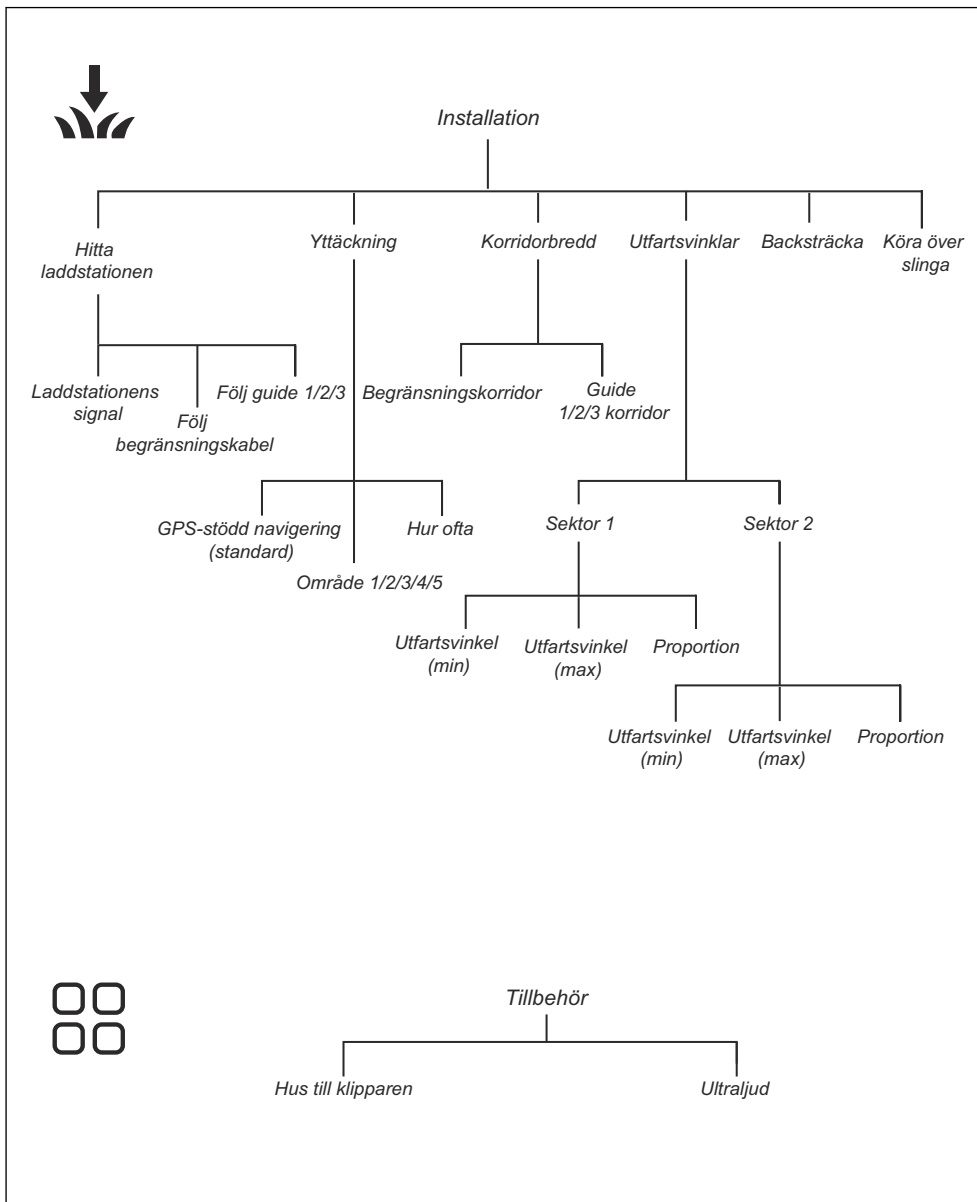 Installation
Hitta
laddstationen
Yttäckning
Korridorbredd
Utfartsvinklar
Backsträcka
Köra över
slinga
Laddstationens
signal
Följ
begränsningskabel
Följ guide 1/2/3
Begränsningskorridor
Guide
1/2/3 korridor
GPS-stödd navigering
(standard)
Område 1/2/3/4/5
Hur ofta
Sektor 1
Sektor 2
Utfartsvinkel
(min)
Utfartsvinkel
(max)
Proportion
Utfartsvinkel
(min)
Utfartsvinkel
(max)
Proportion
Tillbehör
Hus till klipparen
Ultraljud